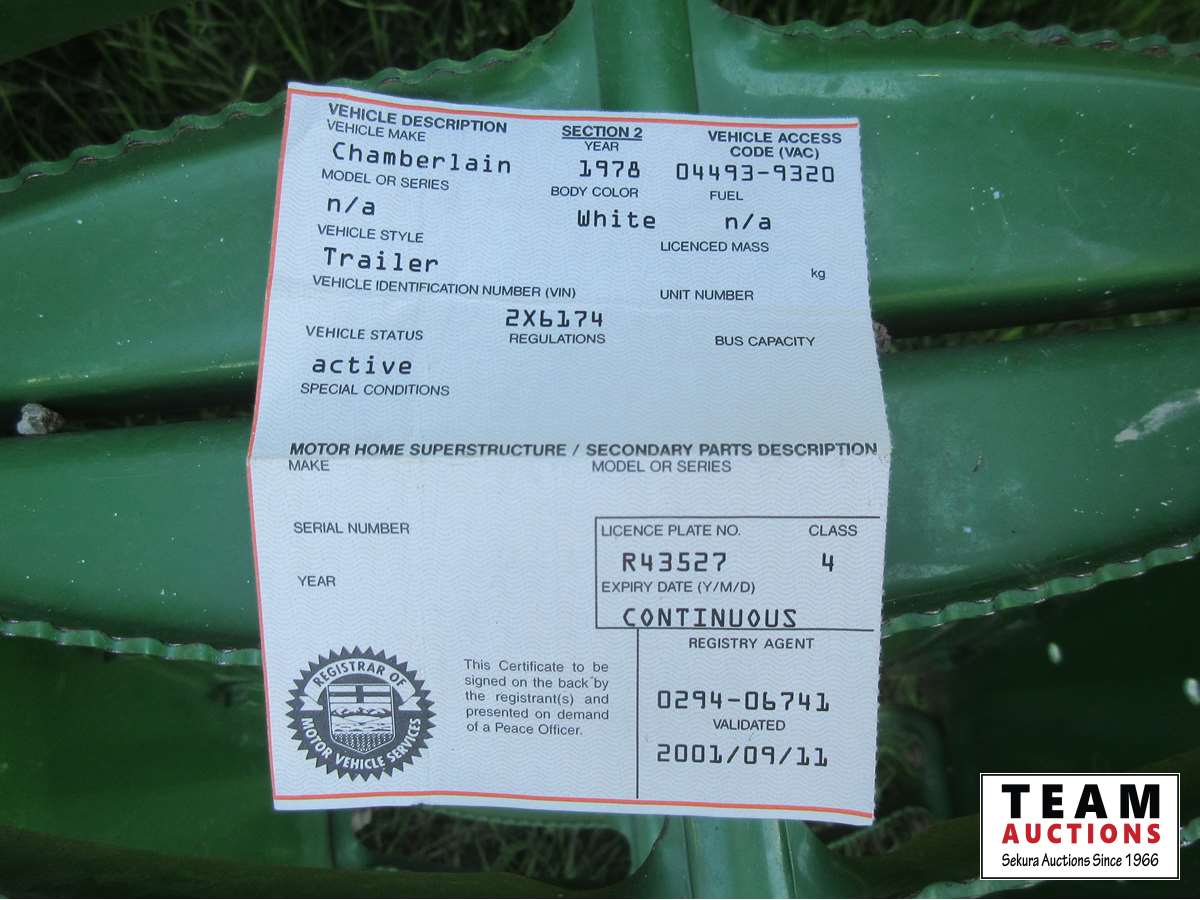 VEHICLE DESCRIPTION SECTION 2 VEHICLE ACCESS CODE (VAC)
VEHICLE MAKE YEAR
Chamberlain 1978 04493-9320
MODEL OR SERIES BODY COLOR FUEL
n/a White n/a
VEHICLE STYLE LICENCED MASS
Trailer kg
VEHICLE IDENTIFICATION NUMBER (VIN) UNIT NUMBER
2X6174
VEHICLE STATUS REGULATIONS BUS CAPACITY
active
SPECIAL CONDITIONS
MOTOR HOME SUPERSTRUCTURE / SECONDARY PARTS DESCRIPTION
MAKE MODEL OR SERIES
SERIAL NUMBER LICENCE PLATE NO. CLASS
R43527 4
YEAR EXPIRY DATE (Y/M/D)
CONTINUOUS
REGISTRY AGENT
0294-06741
VALIDATED
2001/09/11
This Certificate to be
signed on the back by
the registrant(s) and
presented on demand
of a Peace Officer.
REGISTRAR OF
MOTOR VEHICLE SERVICES
TEAM
AUCTIONS
Sekura Auctions Since 1966